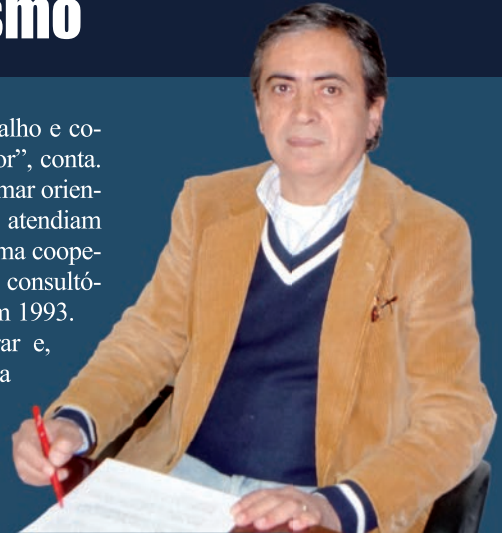 smo
alho e co-
or”, conta.
mar orien-
atendiam
ma coope-
consultó-
m 1993.
ar e,
a